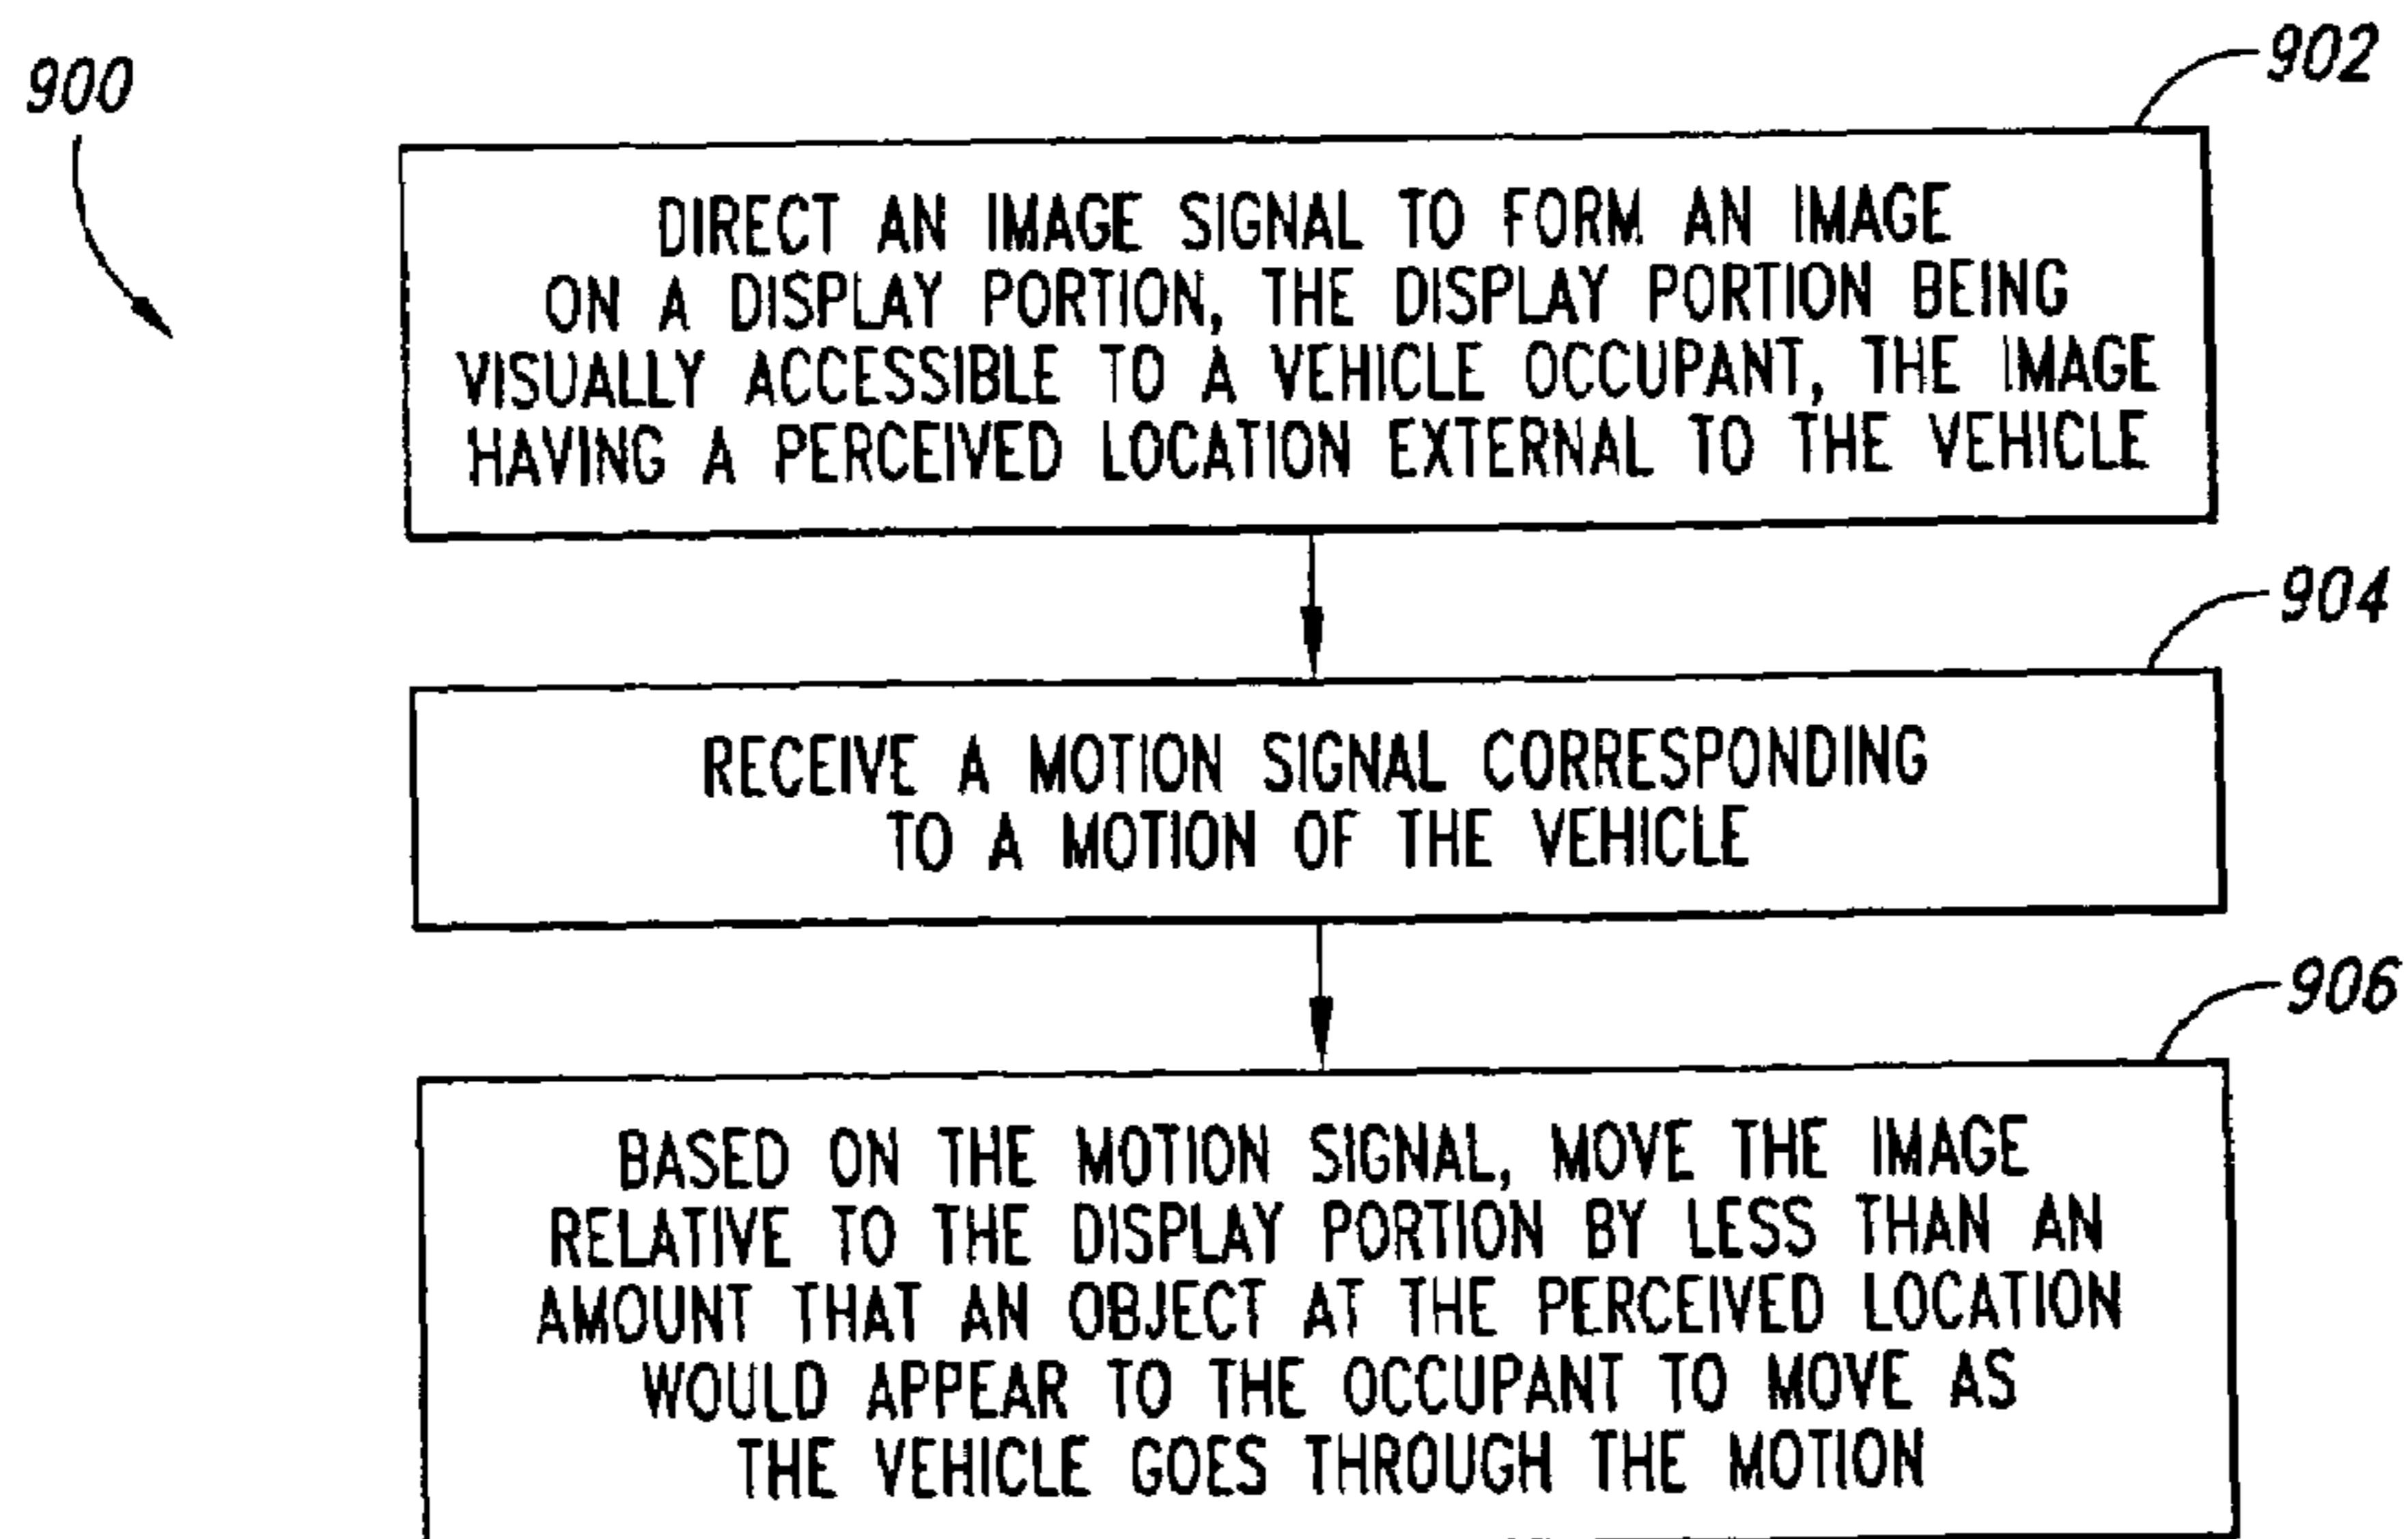 900
902
DIRECT AN IMAGE SIGNAL TO FORM AN IMAGE
ON A DISPLAY PORTION, THE DISPLAY PORTION BEING
VISUALLY ACCESSIBLE TO A VEHICLE OCCUPANT, THE IMAGE
HAVING A PERCEIVED LOCATION EXTERNAL TO THE VEHICLE
904
RECEIVE A MOTION SIGNAL CORRESPONDING
TO A MOTION OF THE VEHICLE
906
BASED ON THE MOTION SIGNAL, MOVE THE IMAGE
RELATIVE TO THE DISPLAY PORTION BY LESS THAN AN
AMOUNT THAT AN OBJECT AT THE PERCEIVED LOCATION
WOULD APPEAR TO THE OCCUPANT TO MOVE AS
THE VEHICLE GOES THROUGH THE MOTION